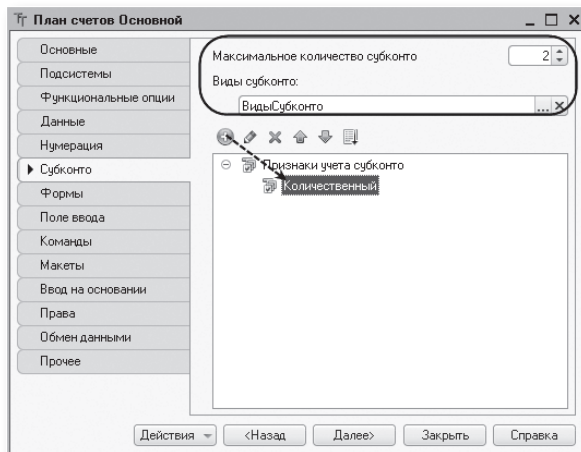 План счетов Основной
Основные
Подсистемы
Функциональные опции
Данные
Нумерация
Субконто
Формы
Поле ввода
Команды
Макеты
Ввод на основании
Права
Обмен данными
Прочее
Максимальное количество субконто 2
Виды субконто:
ВидыСубконто ...
Признаки учета субконто
Количественный
Действия <Назад Далее> Закрыть Справка